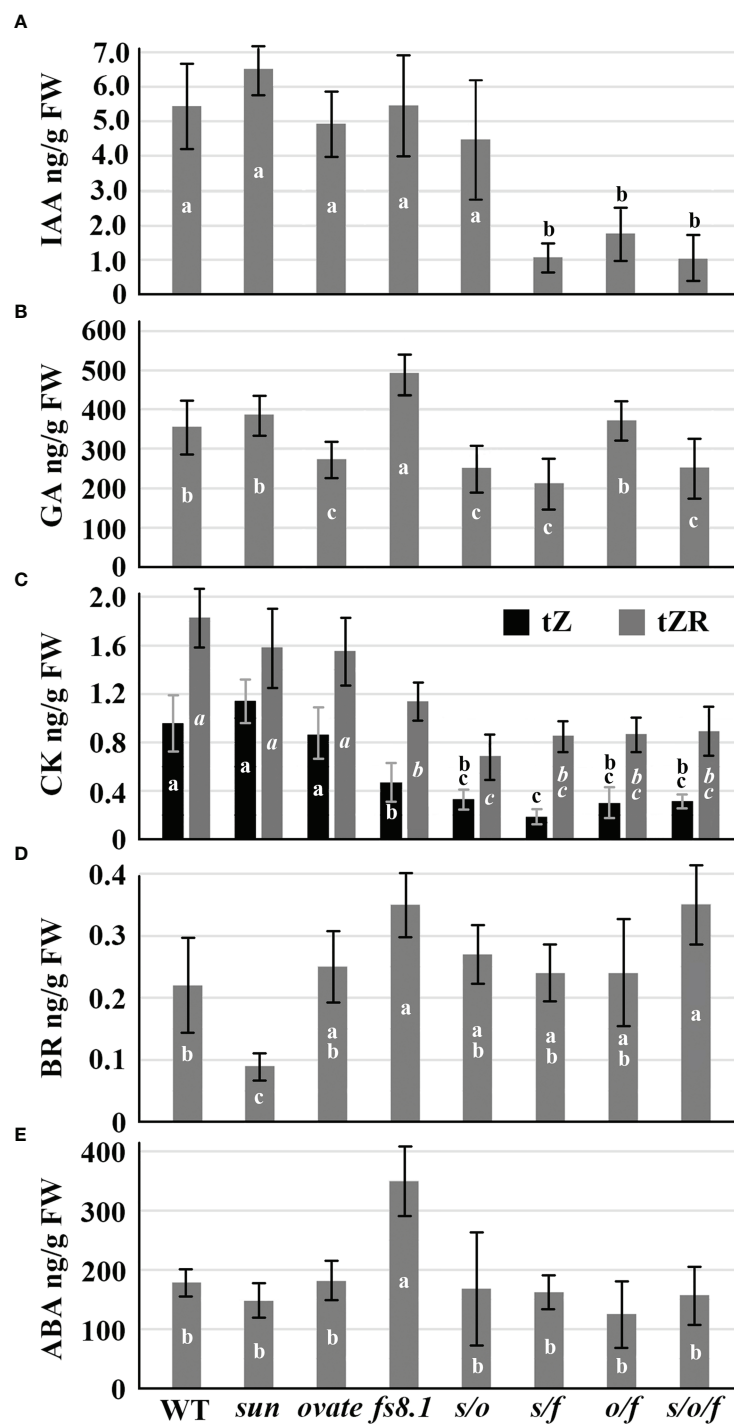 A
IAA ng/g FW
7.0
6.0
5.0
4.0
3.0
2.0
1.0
0
a
a
a
a
a
b
b
b
B
GA ng/g FW
600
500
400
300
200
100
0
b
b
c
a
c
c
b
c
C
CK ng/g FW
2.0
1.6
1.2
0.8
0.4
0
tZ
tZR
a
a
a
a
a
a
b
b
b
c
c
c
b
c
b
c
b
c
b
c
b
c
D
BR ng/g FW
0.4
0.3
0.2
0.1
0
b
c
a
b
a
a
b
a
b
a
b
a
E
ABA ng/g FW
400
300
200
100
0
b
b
b
a
b
b
b
b
WT sun ovate fs8.1 s/o s/f o/f s/o/f